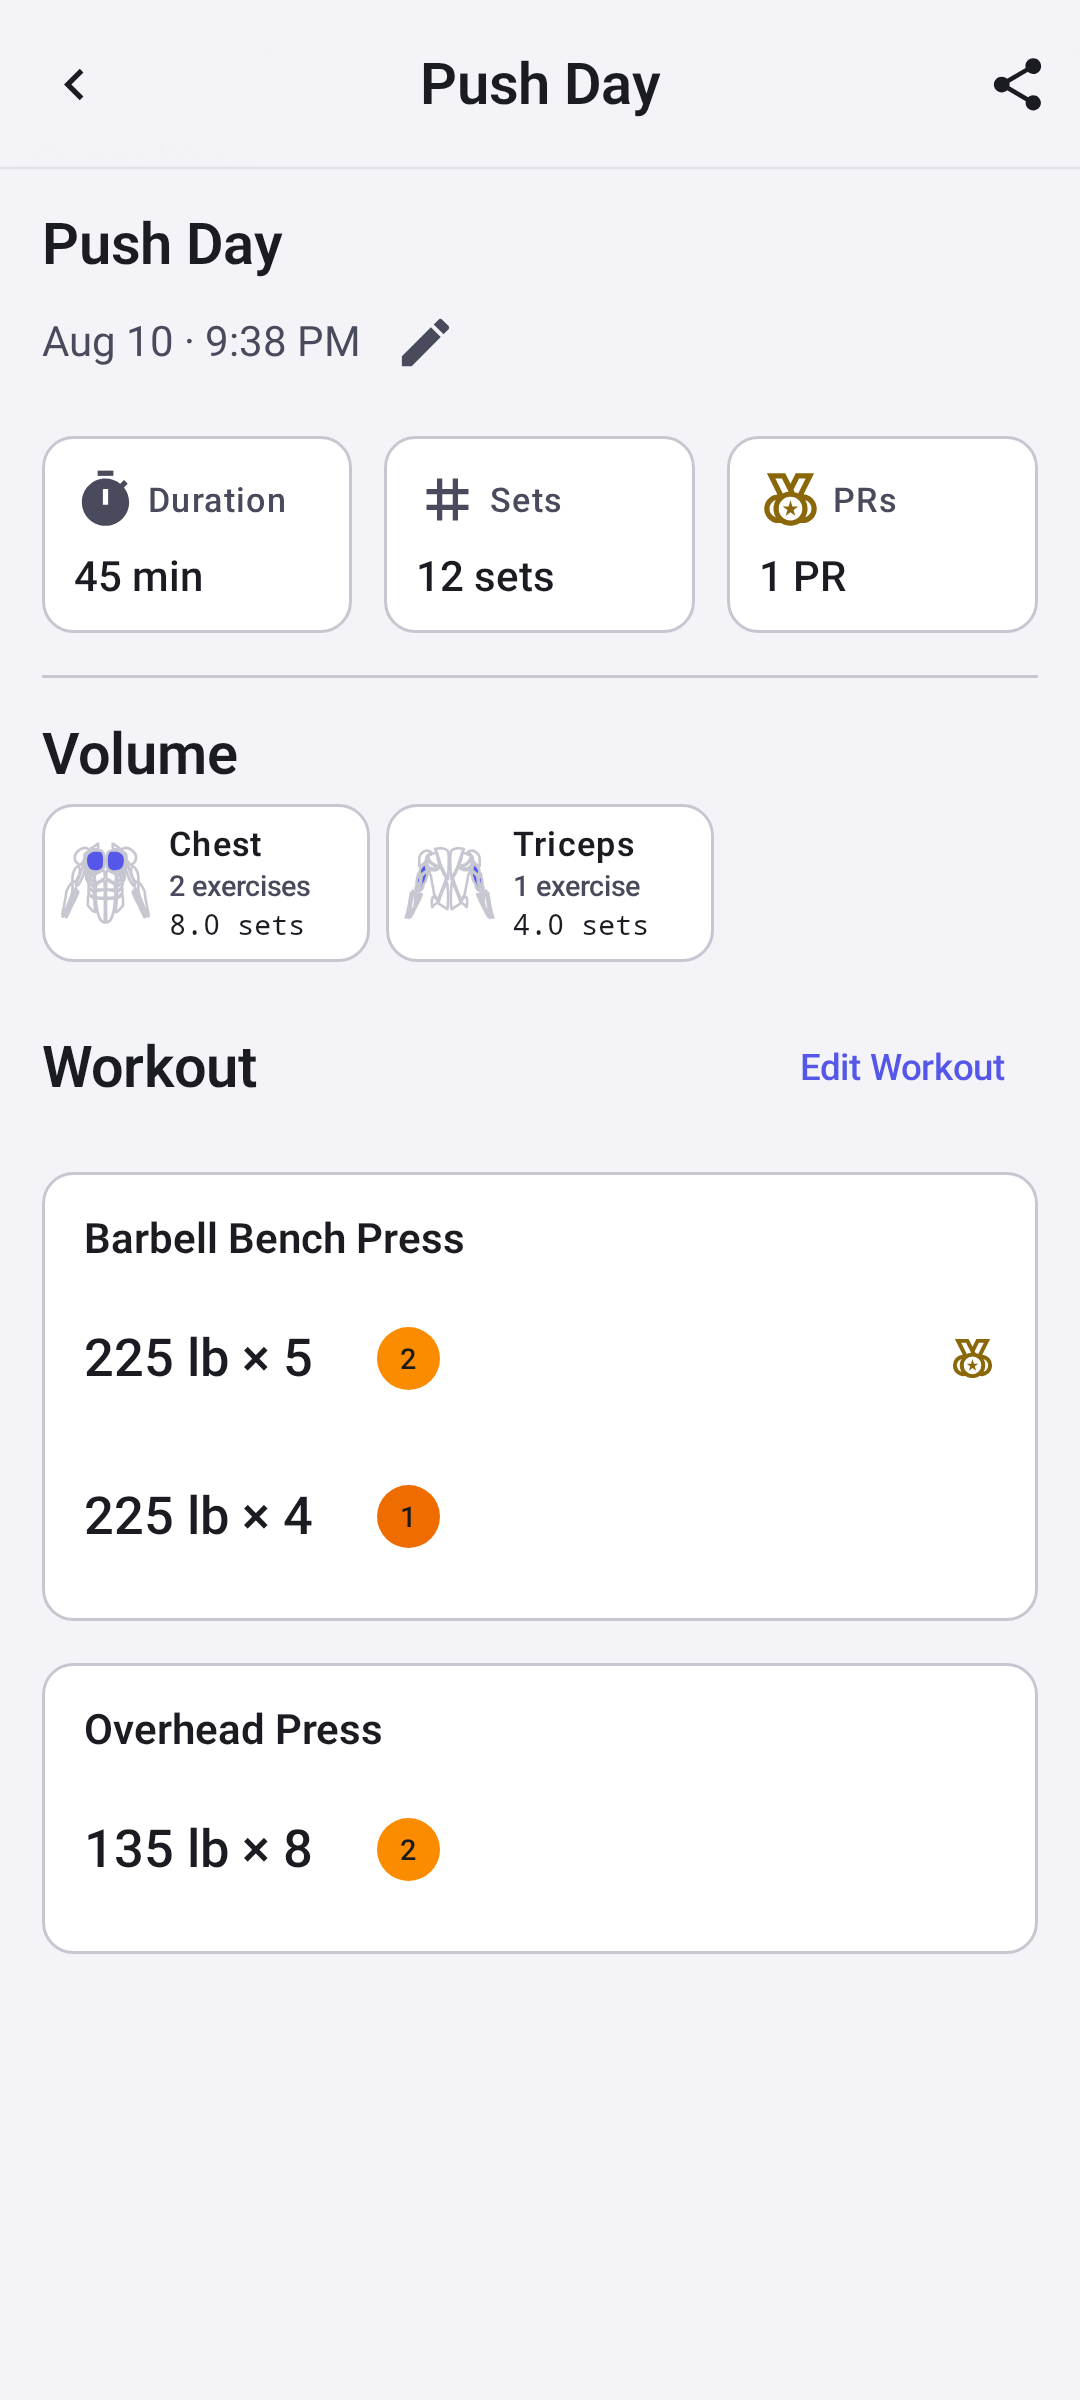 Push Day
Push Day
Aug 10 · 9:38 PM
Duration
45 min
Sets
12 sets
PRs
1 PR
Volume
Chest
2 exercises
8.0 sets
Triceps
1 exercise
4.0 sets
Workout
Edit Workout
Barbell Bench Press
225 lb × 5
2
225 lb × 4
1
Overhead Press
135 lb × 8
2